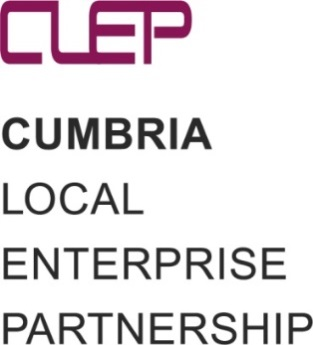 CLEP
CUMBRIA
LOCAL
ENTERPRISE
PARTNERSHIP